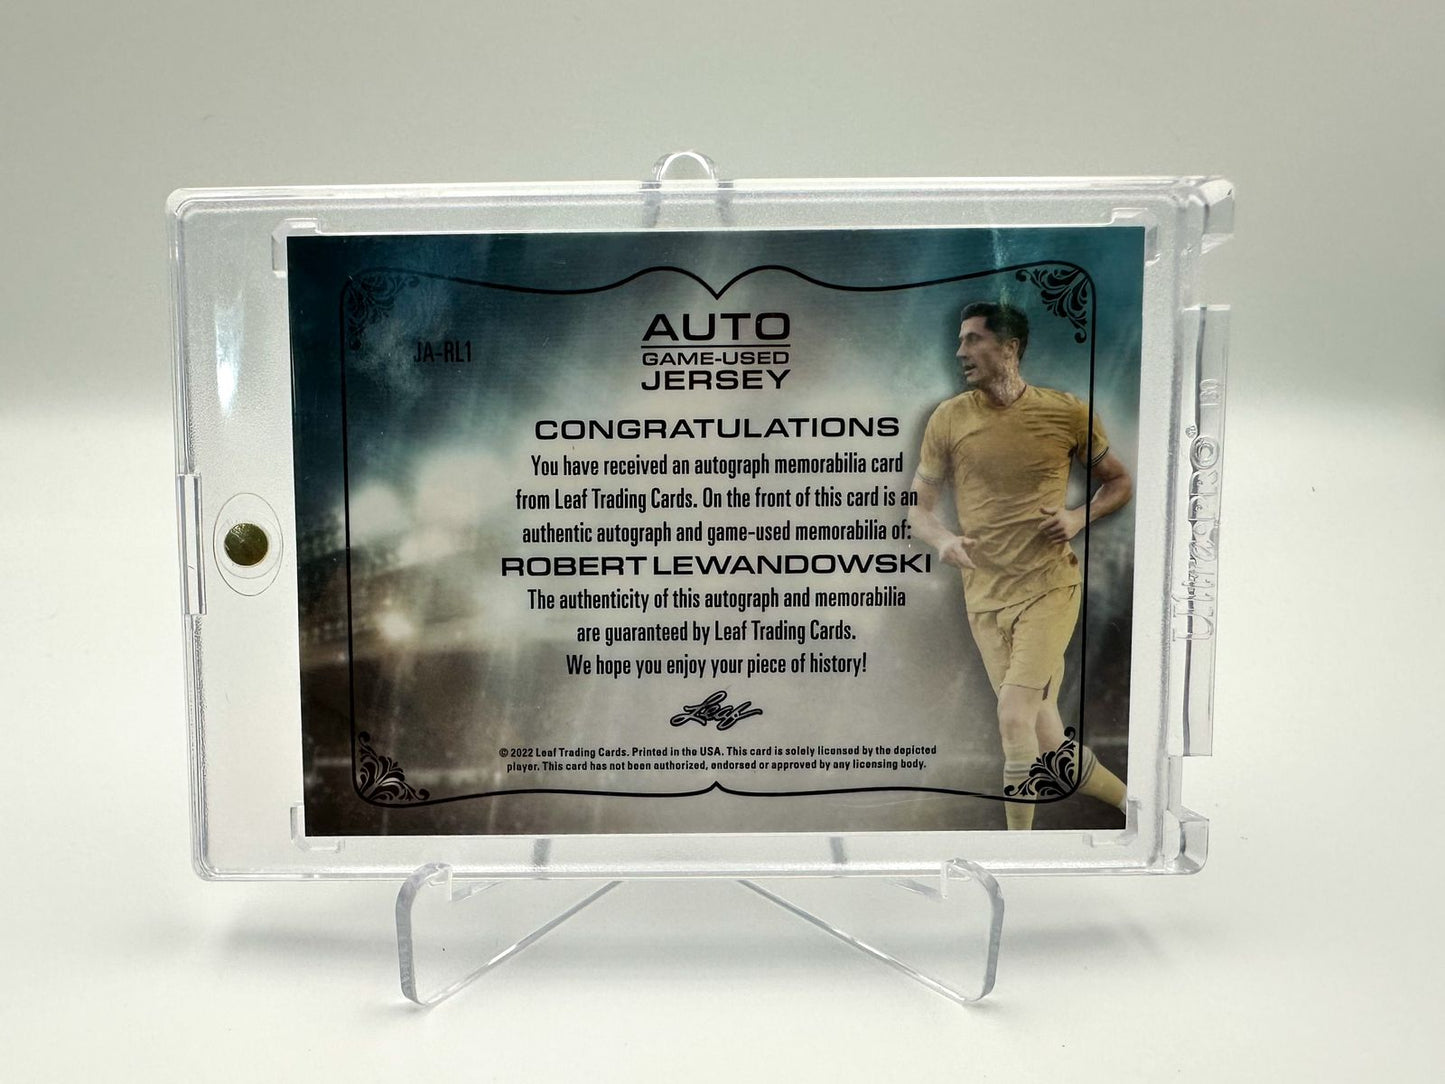 JA-RL1
AUTO
GAME-USED
JERSEY
CONGRATULATIONS
You have received an autograph memorabilia card
from Leaf Trading Cards. On the front of this card is an
authentic autograph and game-used memorabilia of:
ROBERT LEWANDOWSKI
The authenticity of this autograph and memorabilia
are guaranteed by Leaf Trading Cards.
We hope you enjoy your piece of history!
Leaf
© 2022 Leaf Trading Cards. Printed in the USA. This card is solely licensed by the depicted
player. This card has not been authorized, endorsed or approved by any licensing body.